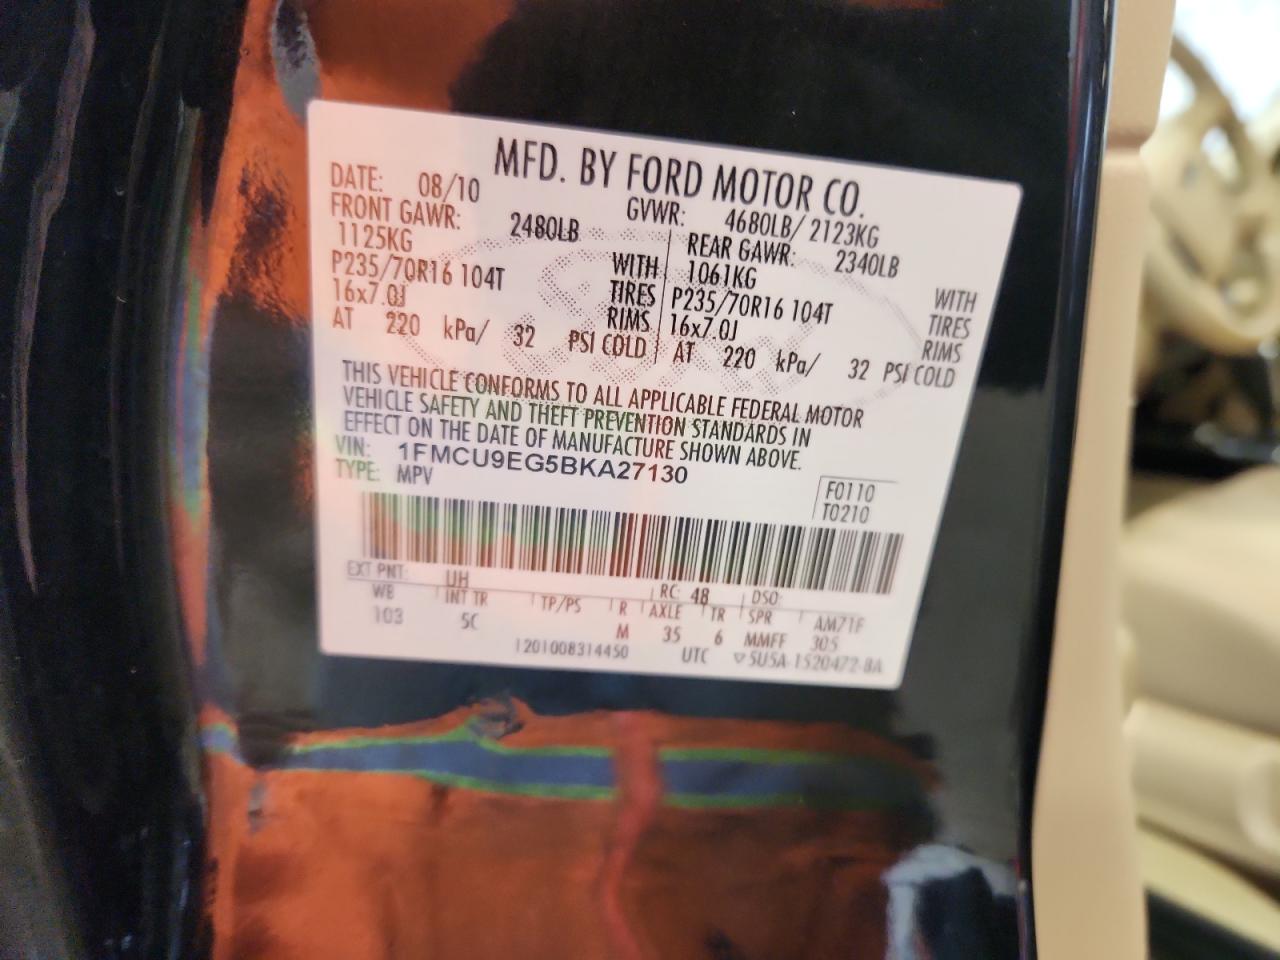 MFD. BY FORD MOTOR CO.
DATE: 08/10 GVWR: 4680LB/ 2123KG
FRONT GAWR: 2480LB REAR GAWR: 2340LB
1125KG WITH 1061KG WITH
P235/70R16 104T TIRES P235/70R16 104T TIRES
16x7.0J RIMS 16x7.0J RIMS
AT 220 kPa/ 32 PSI COLD AT 220 kPa/ 32 PSI COLD
THIS VEHICLE CONFORMS TO ALL APPLICABLE FEDERAL MOTOR
VEHICLE SAFETY AND THEFT PREVENTION STANDARDS IN
EFFECT ON THE DATE OF MANUFACTURE SHOWN ABOVE.
VIN: 1FMCU9EG5BKA27130
TYPE: MPV
F0110
T0210
EXT PNT: UH RC: 48 DSO:
WB INT TR TP/PS R AXLE TR SPR AM71F
103 5C M 35 6 MMFF 305
1201008314450 UTC ▽5U5A-1520472-BA